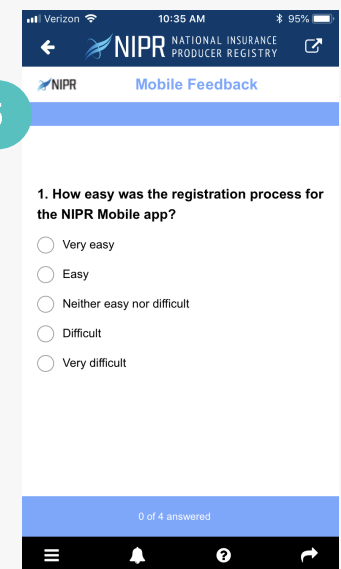 Verizon 10:35 AM 95%
NIPR NATIONAL INSURANCE
PRODUCER REGISTRY
NIPR Mobile Feedback
1. How easy was the registration process for
the NIPR Mobile app?
Very easy
Easy
Neither easy nor difficult
Difficult
Very difficult
0 of 4 answered